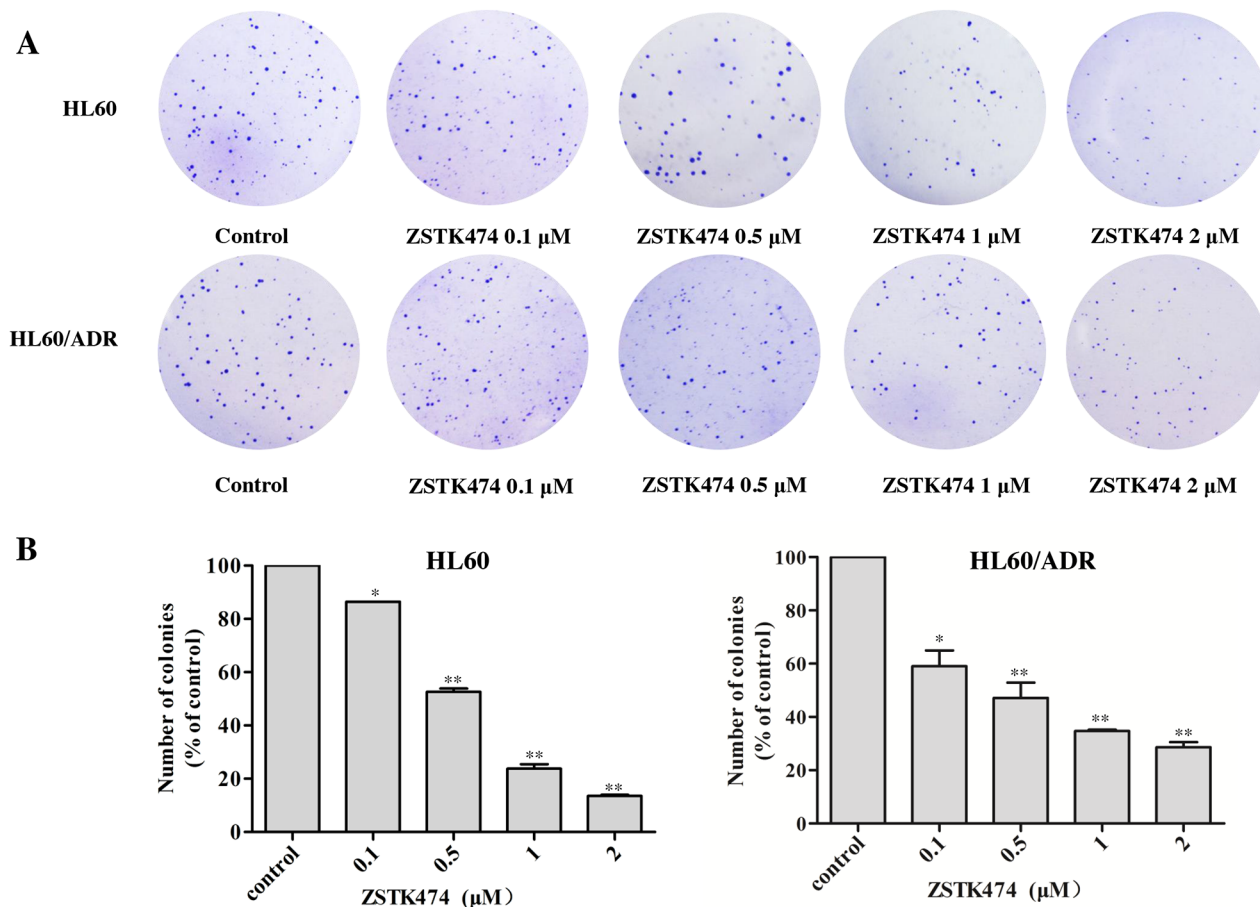 A
HL60
Control
ZSTK474 0.1 μM
ZSTK474 0.5 μM
ZSTK474 1 μM
ZSTK474 2 μM
HL60/ADR
Control
ZSTK474 0.1 μM
ZSTK474 0.5 μM
ZSTK474 1 μM
ZSTK474 2 μM
B
HL60
Number of colonies
(% of control)
100
80
60
40
20
0
*
**
**
**
control
0.1
0.5
1
2
ZSTK474 (μM）
HL60/ADR
Number of colonies
(% of control)
100
80
60
40
20
0
*
**
**
**
control
0.1
0.5
1
2
ZSTK474 (μM）